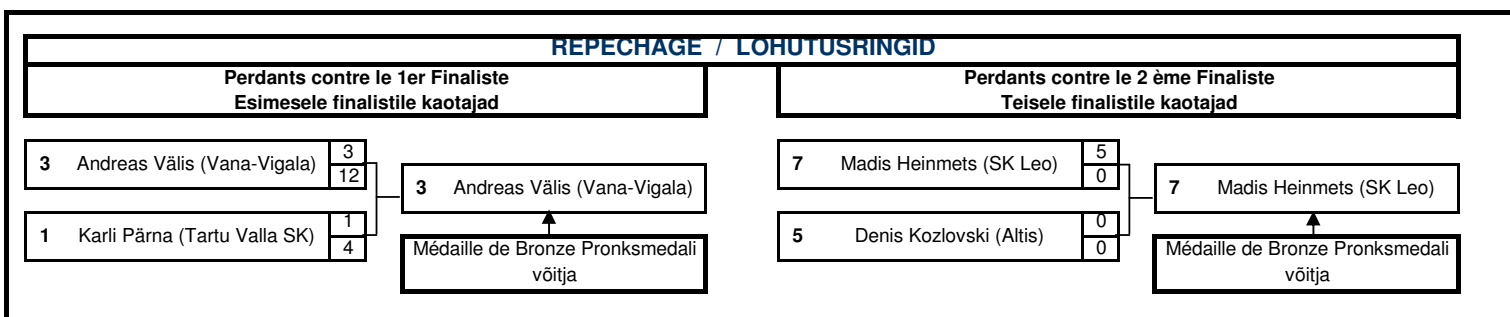 REPECHAGE / LOHUTUSRINGID
Perdants contre le 1er Finaliste
Esimesele finalistile kaotajad
Perdants contre le 2 ème Finaliste
Teisele finalistile kaotajad
3 Andreas Välis (Vana-Vigala) 3
12
3 Andreas Välis (Vana-Vigala)
1 Karli Pärna (Tartu Valla SK) 1
4
Médaille de Bronze Pronksmedali
võitja
7 Madis Heinmets (SK Leo) 5
0
7 Madis Heinmets (SK Leo)
5 Denis Kozlovski (Altis) 0
0
Médaille de Bronze Pronksmedali
võitja